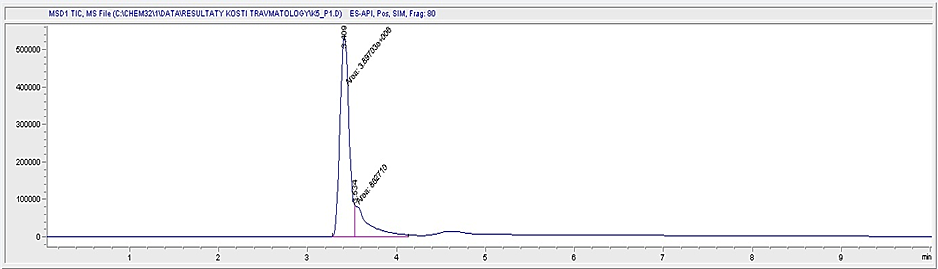 MSD1 TIC, MS File (C:\CHEM32\1\DATA\RESULTATY KOSTI TRAVMATOLOGY\K5_P1.D) ES-API, Pos, SIM, Frag: 80
3.409
Area: 3.89703e+006
500000
400000
300000
200000
3.534
Area: 802710
100000
0
1 2 3 4 5 6 7 8 9 min